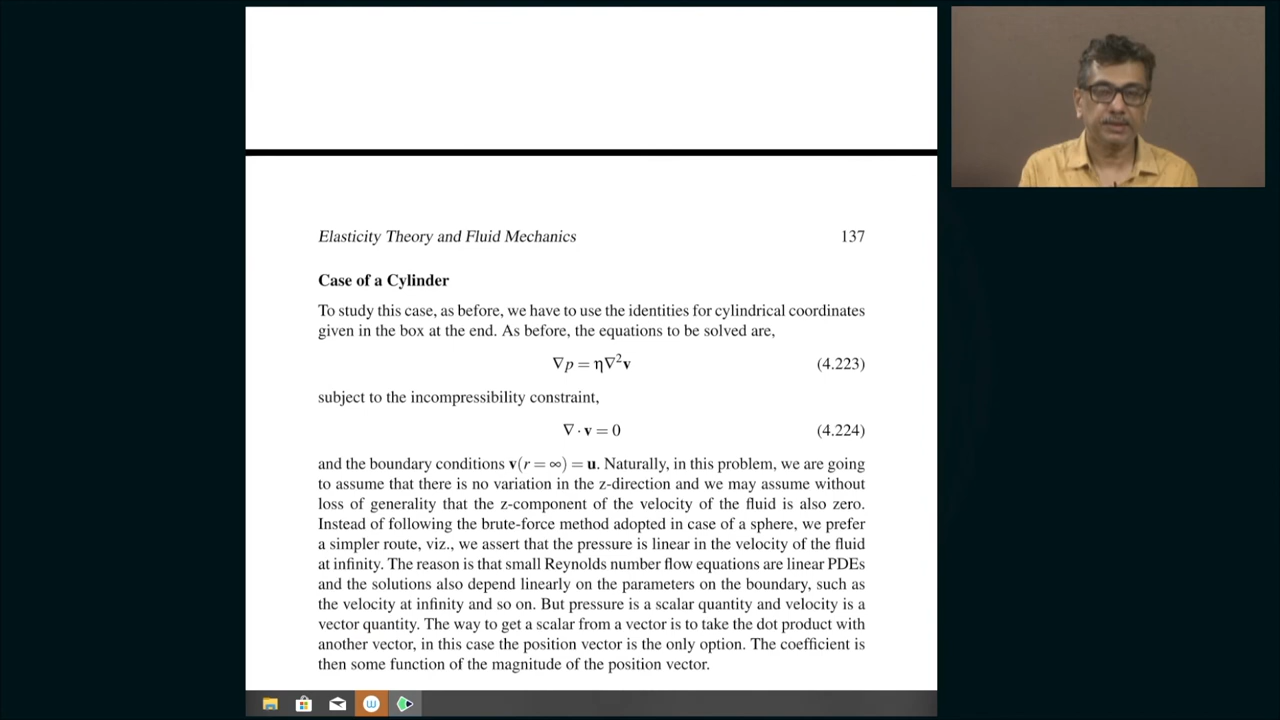 Elasticity Theory and Fluid Mechanics 137
Case of a Cylinder
To study this case, as before, we have to use the identities for cylindrical coordinates
given in the box at the end. As before, the equations to be solved are,
∇p = η∇²v (4.223)
subject to the incompressibility constraint,
∇ · v = 0 (4.224)
and the boundary conditions v(r = ∞) = u. Naturally, in this problem, we are going
to assume that there is no variation in the z-direction and we may assume without
loss of generality that the z-component of the velocity of the fluid is also zero.
Instead of following the brute-force method adopted in case of a sphere, we prefer
a simpler route, viz., we assert that the pressure is linear in the velocity of the fluid
at infinity. The reason is that small Reynolds number flow equations are linear PDEs
and the solutions also depend linearly on the parameters on the boundary, such as
the velocity at infinity and so on. But pressure is a scalar quantity and velocity is a
vector quantity. The way to get a scalar from a vector is to take the dot product with
another vector, in this case the position vector is the only option. The coefficient is
then some function of the magnitude of the position vector.